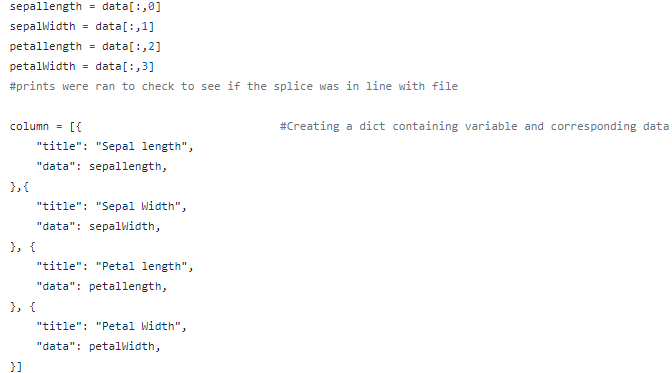 sepallength = data[:,0]
sepalWidth = data[:,1]
petallength = data[:,2]
petalWidth = data[:,3]
#prints were ran to check to see if the splice was in line with file
column = [{ #Creating a dict containing variable and corresponding data
"title": "Sepal length",
"data": sepallength,
},{
"title": "Sepal Width",
"data": sepalWidth,
}, {
"title": "Petal length",
"data": petallength,
}, {
"title": "Petal Width",
"data": petalWidth,
}]